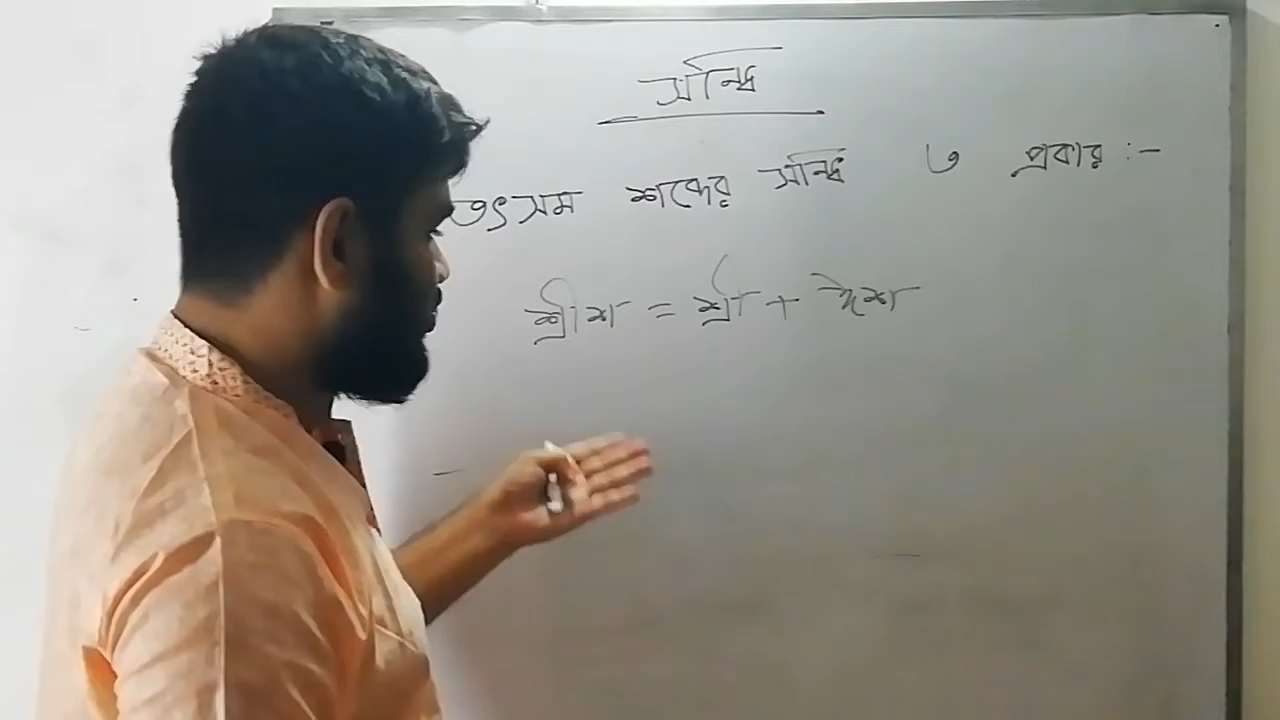 সন্ধি
তৎসম শব্দের সন্ধি ৩ প্রকার :-
শ্রীশ = শ্রী + ঈশ